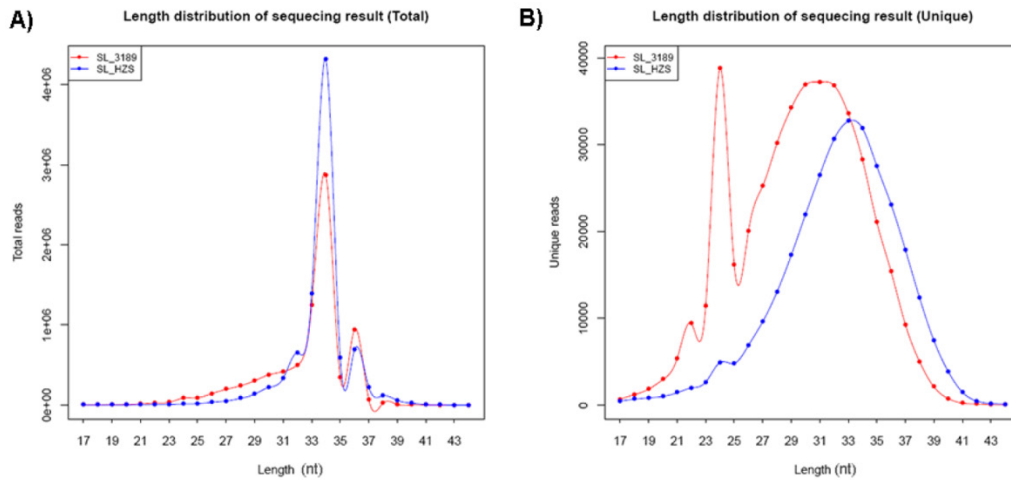 A)
Length distribution of sequecing result (Total)
SL_3189
SL_HZS
Total reads
0e+00 1e+06 2e+06 3e+06 4e+06
17 19 21 23 25 27 29 31 33 35 37 39 41 43
Length (nt)
B)
Length distribution of sequecing result (Unique)
SL_3189
SL_HZS
Unique reads
0 10000 20000 30000 40000
17 19 21 23 25 27 29 31 33 35 37 39 41 43
Length (nt)